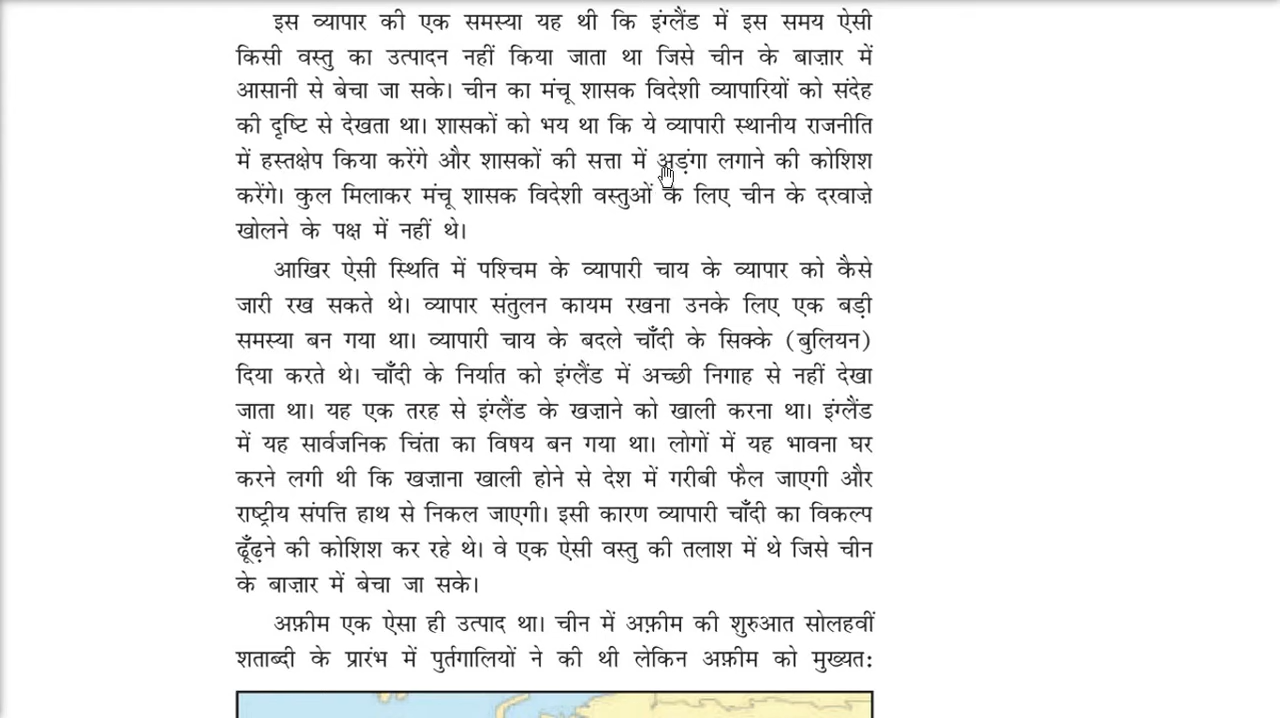 इस व्यापार की एक समस्या यह थी कि इंग्लैंड में इस समय ऐसी
किसी वस्तु का उत्पादन नहीं किया जाता था जिसे चीन के बाज़ार में
आसानी से बेचा जा सके। चीन का मंचू शासक विदेशी व्यापारियों को संदेह
की दृष्टि से देखता था। शासकों को भय था कि ये व्यापारी स्थानीय राजनीति
में हस्तक्षेप किया करेंगे और शासकों की सत्ता में अड़ंगा लगाने की कोशिश
करेंगे। कुल मिलाकर मंचू शासक विदेशी वस्तुओं के लिए चीन के दरवाज़े
खोलने के पक्ष में नहीं थे।
आखिर ऐसी स्थिति में पश्चिम के व्यापारी चाय के व्यापार को कैसे
जारी रख सकते थे। व्यापार संतुलन कायम रखना उनके लिए एक बड़ी
समस्या बन गया था। व्यापारी चाय के बदले चाँदी के सिक्के (बुलियन)
दिया करते थे। चाँदी के निर्यात को इंग्लैंड में अच्छी निगाह से नहीं देखा
जाता था। यह एक तरह से इंग्लैंड के खज़ाने को खाली करना था। इंग्लैंड
में यह सार्वजनिक चिंता का विषय बन गया था। लोगों में यह भावना घर
करने लगी थी कि खज़ाना खाली होने से देश में गरीबी फैल जाएगी और
राष्ट्रीय संपत्ति हाथ से निकल जाएगी। इसी कारण व्यापारी चाँदी का विकल्प
ढूँढ़ने की कोशिश कर रहे थे। वे एक ऐसी वस्तु की तलाश में थे जिसे चीन
के बाज़ार में बेचा जा सके।
अफ़ीम एक ऐसा ही उत्पाद था। चीन में अफ़ीम की शुरुआत सोलहवीं
शताब्दी के प्रारंभ में पुर्तगालियों ने की थी लेकिन अफ़ीम को मुख्यत: